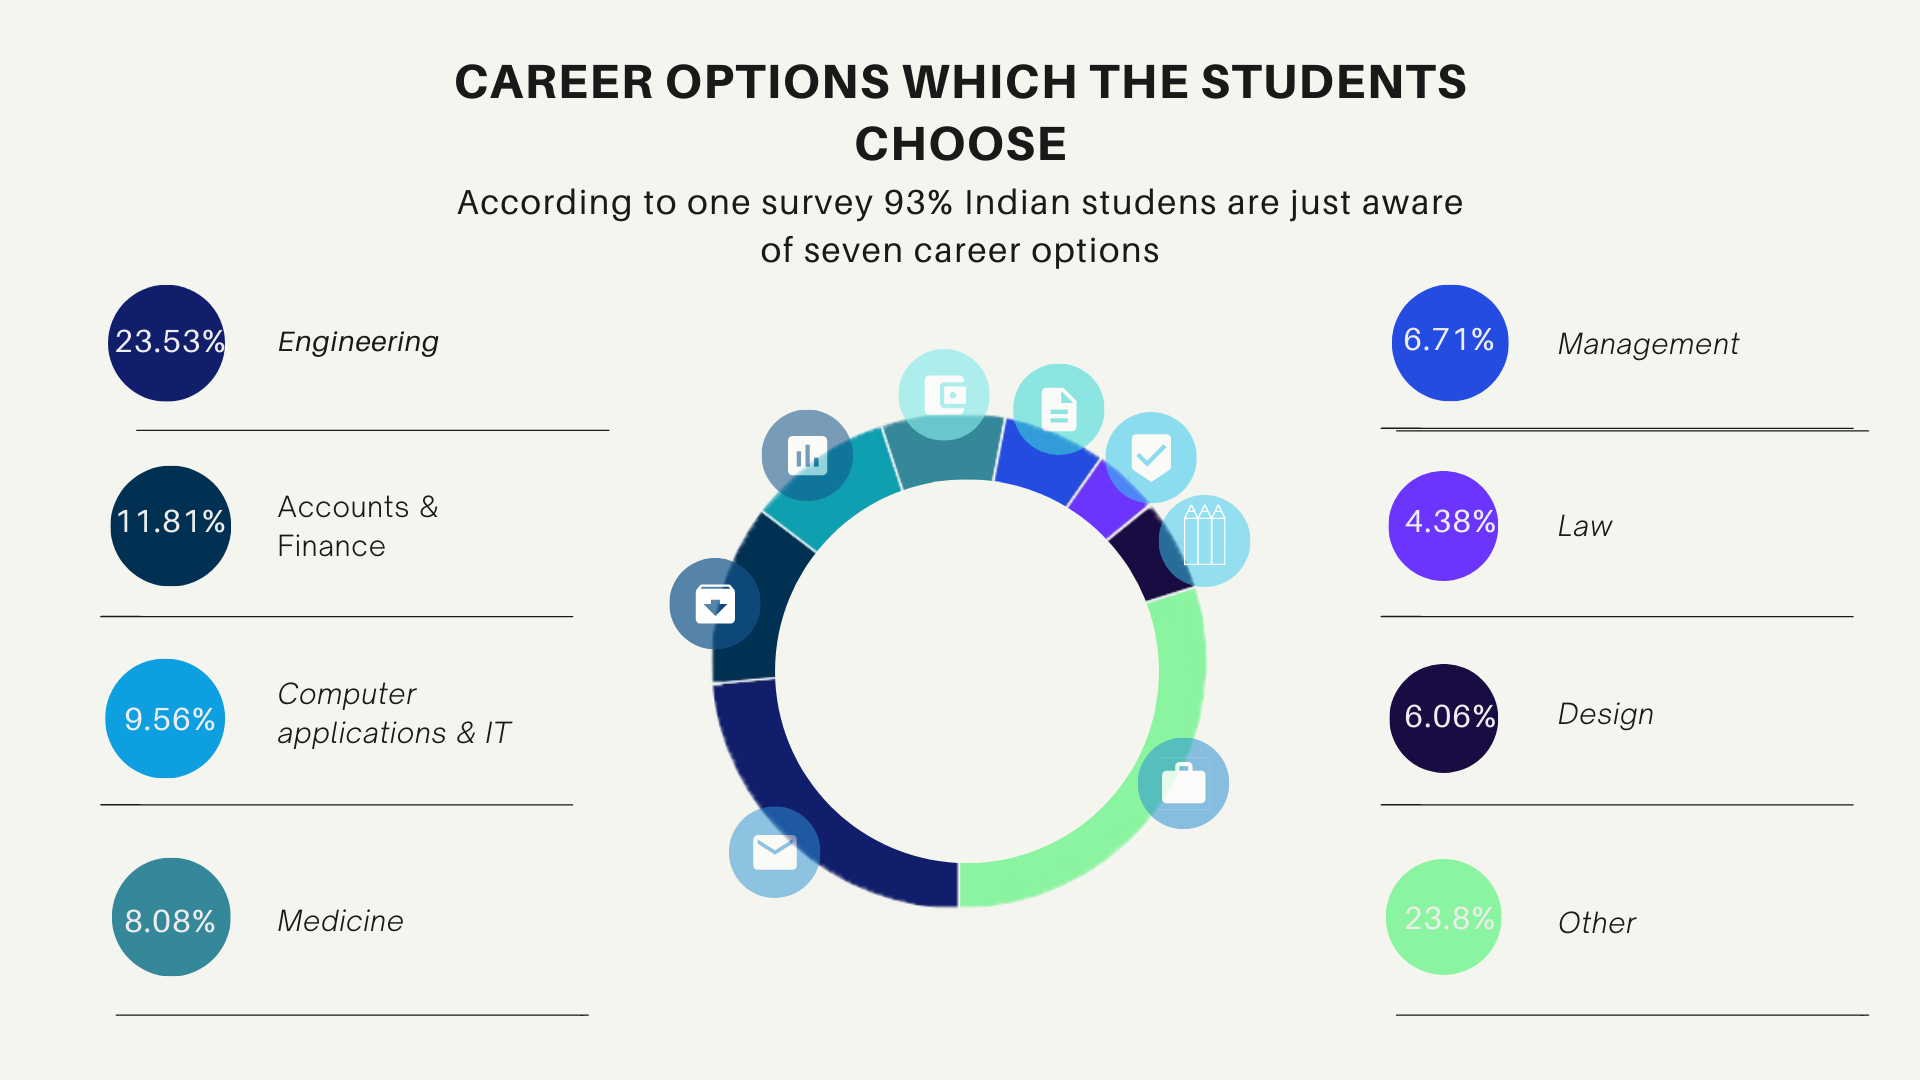 CAREER OPTIONS WHICH THE STUDENTS
CHOOSE
According to one survey 93% Indian studens are just aware
of seven career options
23.53%
Engineering
11.81%
Accounts &
Finance
9.56%
Computer
applications & IT
8.08%
Medicine
6.71%
Management
4.38%
Law
6.06%
Design
23.8%
Other